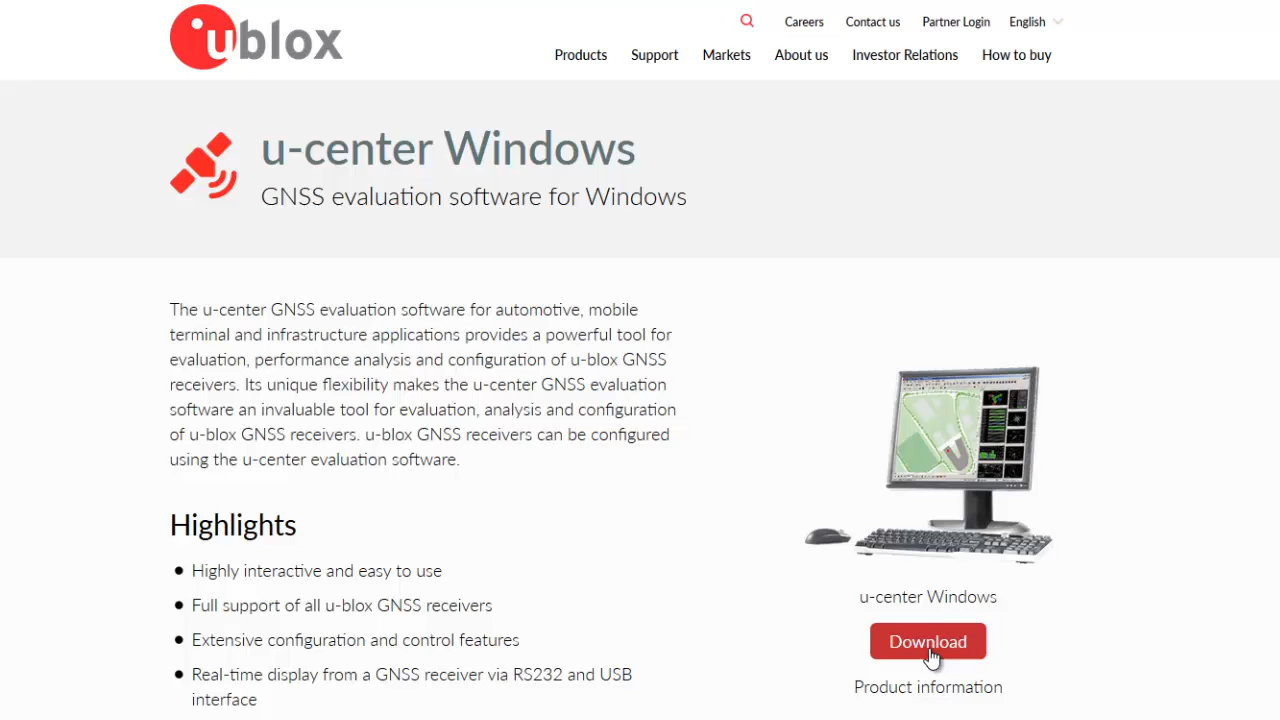 ublox
Careers Contact us Partner Login English
Products Support Markets About us Investor Relations How to buy
u-center Windows
GNSS evaluation software for Windows
The u-center GNSS evaluation software for automotive, mobile
terminal and infrastructure applications provides a powerful tool for
evaluation, performance analysis and configuration of u-blox GNSS
receivers. Its unique flexibility makes the u-center GNSS evaluation
software an invaluable tool for evaluation, analysis and configuration
of u-blox GNSS receivers. u-blox GNSS receivers can be configured
using the u-center evaluation software.
Highlights
Highly interactive and easy to use
Full support of all u-blox GNSS receivers
Extensive configuration and control features
Real-time display from a GNSS receiver via RS232 and USB
interface
u-center Windows
Download
Product information